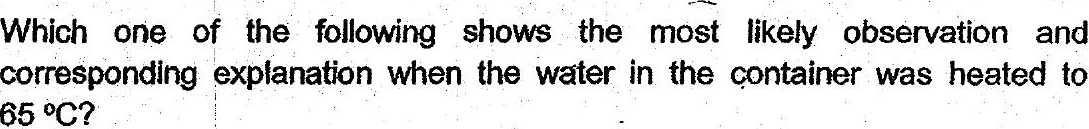 Which one of the following shows the most likely observation and
corresponding explanation when the water in the container was heated to
65 ºC?